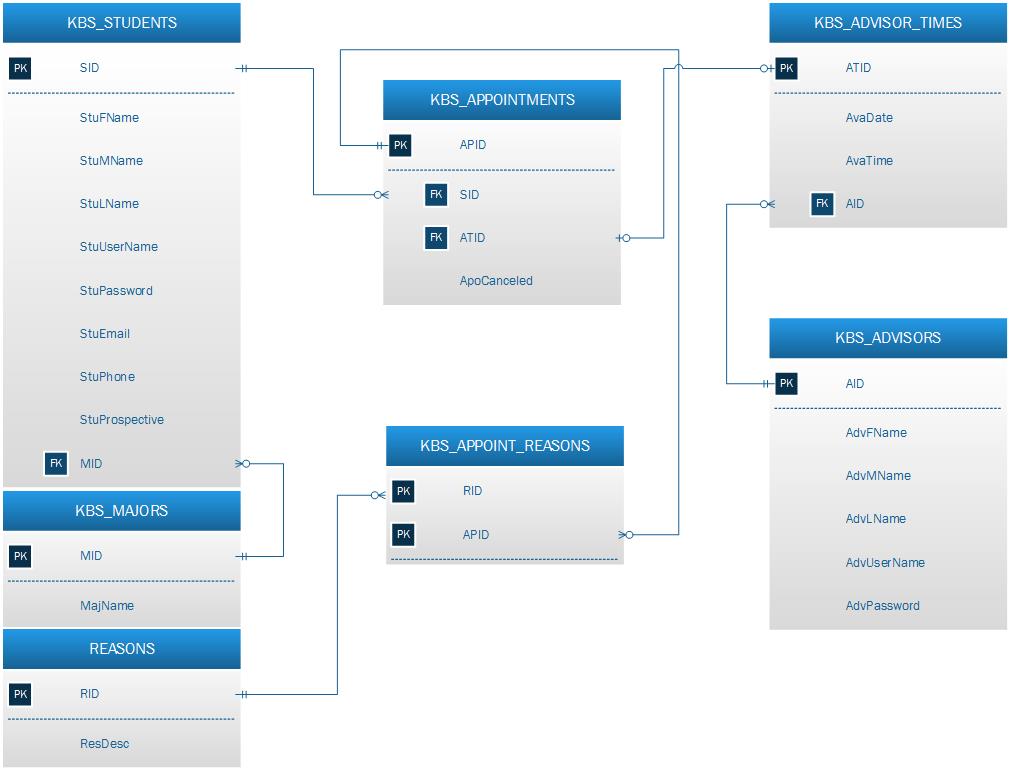 KBS_STUDENTS
PK SID
StuFName
StuMName
StuLName
StuUserName
StuPassword
StuEmail
StuPhone
StuProspective
FK MID
KBS_MAJORS
PK MID
MajName
REASONS
PK RID
ResDesc
KBS_APPOINTMENTS
PK APID
FK SID
FK ATID
ApoCanceled
KBS_APPOINT_REASONS
PK RID
PK APID
KBS_ADVISOR_TIMES
PK ATID
AvaDate
AvaTime
FK AID
KBS_ADVISORS
PK AID
AdvFName
AdvMName
AdvLName
AdvUserName
AdvPassword